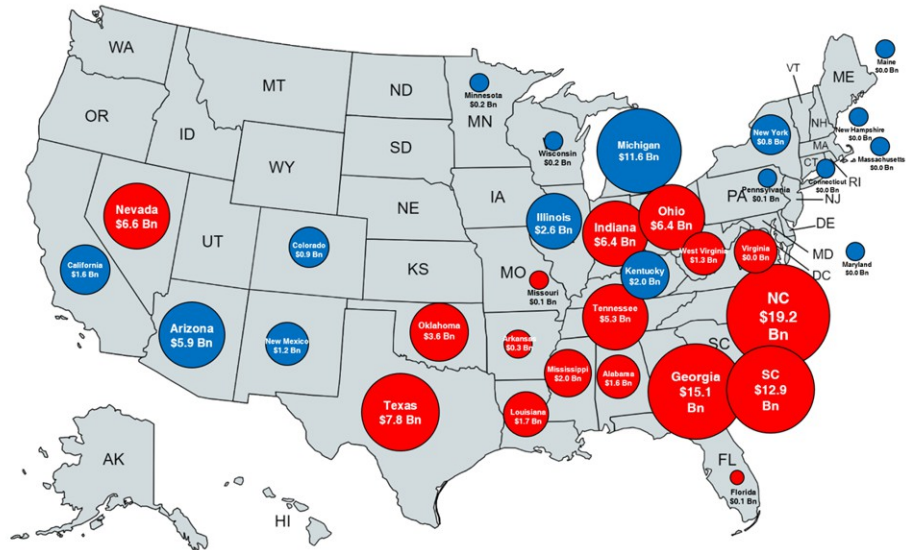 WA
OR
ID
MT
WY
UT
ND
SD
NE
KS
MN
IA
MO
VT
ME
NH
MA
CT
RI
NJ
DE
MD
DC
PA
SC
FL
AK
HI
Maine
$0.0 Bn
Minnesota
$0.2 Bn
Wisconsin
$0.2 Bn
Michigan
$11.6 Bn
New York
$0.8 Bn
New Hampshire
$0.0 Bn
Massachusetts
$0.0 Bn
Connecticut
$0.0 Bn
Pennsylvania
$0.1 Bn
Nevada
$6.6 Bn
Illinois
$2.6 Bn
Indiana
$6.4 Bn
Ohio
$6.4 Bn
West Virginia
$1.3 Bn
Virginia
$0.0 Bn
Maryland
$0.0 Bn
California
$1.6 Bn
Colorado
$0.9 Bn
Kentucky
$2.0 Bn
Missouri
$0.1 Bn
Arizona
$5.9 Bn
New Mexico
$1.2 Bn
Oklahoma
$3.6 Bn
Arkansas
$0.3 Bn
Tennessee
$5.3 Bn
NC
$19.2
Bn
Mississippi
$2.0 Bn
Alabama
$1.6 Bn
Georgia
$15.1
Bn
SC
$12.9
Bn
Texas
$7.8 Bn
Louisiana
$1.7 Bn
Florida
$0.1 Bn